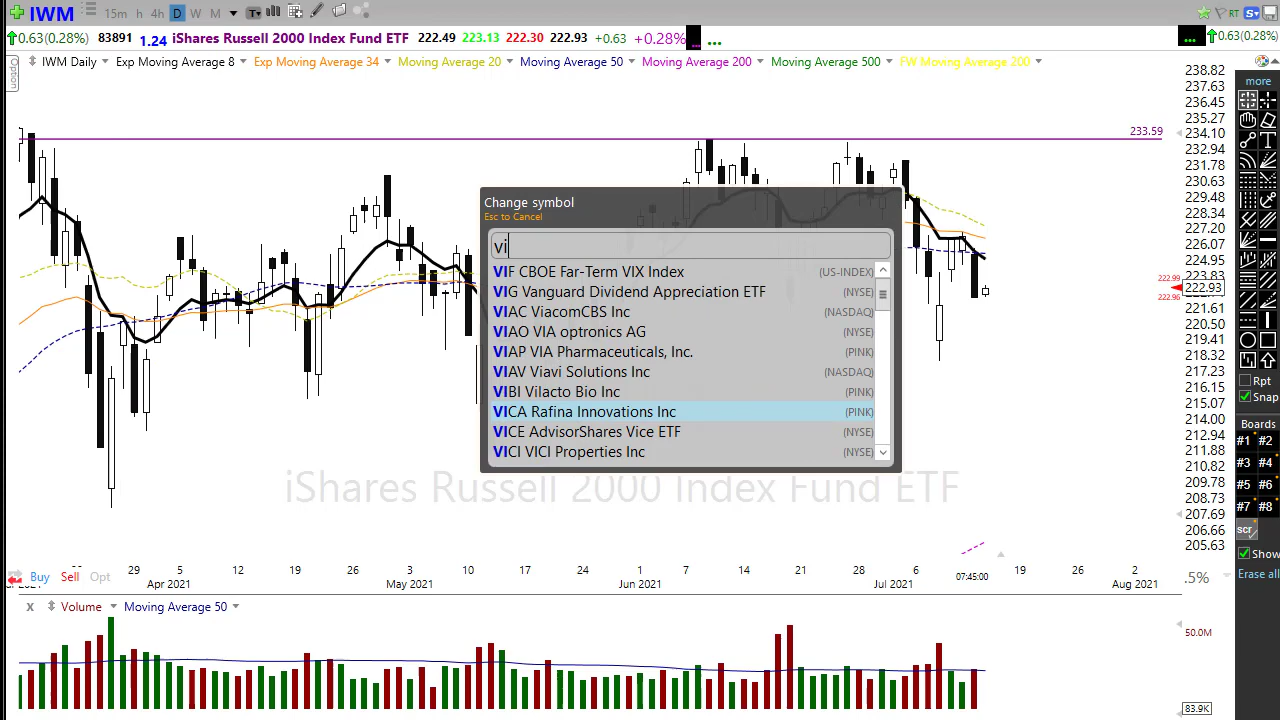 IWM 15m h 4h D W M T RT S
0.63(0.28%) 83891 1.24 iShares Russell 2000 Index Fund ETF 222.49 223.13 222.30 222.93 +0.63 +0.28% ... ... ... 0.63(0.28%)
Option IWM Daily Exp Moving Average 8 Exp Moving Average 34 Moving Average 20 Moving Average 50 Moving Average 200 Moving Average 500 FW Moving Average 200
238.82
237.63
236.45
235.27
234.10
232.94
231.78
230.63
229.48
228.34
227.20
226.07
224.95
223.83
222.93
221.61
220.50
219.41
218.32
217.23
216.15
215.07
214.00
212.94
211.88
210.82
209.78
208.73
207.69
206.66
205.63
233.59
222.99
222.96
Change symbol
Esc to Cancel
vi
VIF CBOE Far-Term VIX Index (US-INDEX)
VIG Vanguard Dividend Appreciation ETF (NYSE)
VIAC ViacomCBS Inc (NASDAQ)
VIAO VIA optronics AG (NYSE)
VIAP VIA Pharmaceuticals, Inc. (PINK)
VIAV Viavi Solutions Inc (NASDAQ)
VIBI Vilacto Bio Inc (PINK)
VICA Rafina Innovations Inc (PINK)
VICE AdvisorShares Vice ETF (NYSE)
VICI VICI Properties Inc (NYSE)
iShares Russell 2000 Index Fund ETF
more
T
Rpt
Snap
Boards
#1 #2
#3 #4
#5 #6
#7 #8
scr
Show
Erase all
29 5 12 19 26 3 10 17 24 7 14 21 28 6 07:45:00 19 26 2
Buy Sell Opt
Apr 2021 May 2021 Jun 2021 Jul 2021 Aug 2021
.5%
X Volume Moving Average 50
50.0M
83.9K